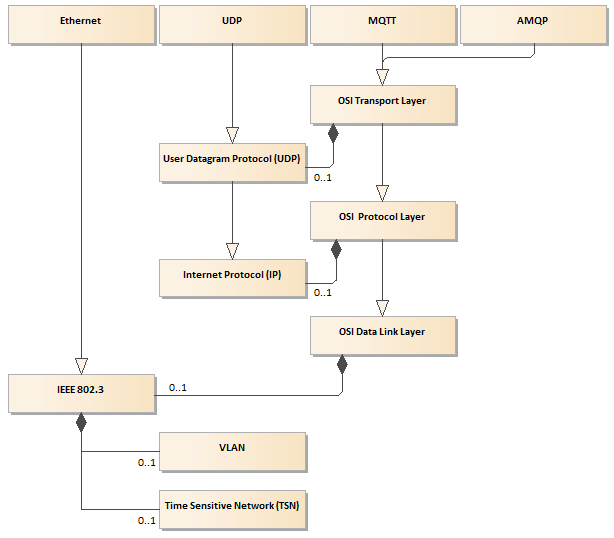 Ethernet
UDP
MQTT
AMQP
OSI Transport Layer
User Datagram Protocol (UDP)
0..1
OSI Protocol Layer
Internet Protocol (IP)
0..1
OSI Data Link Layer
IEEE 802.3
0..1
VLAN
0..1
Time Sensitive Network (TSN)
0..1